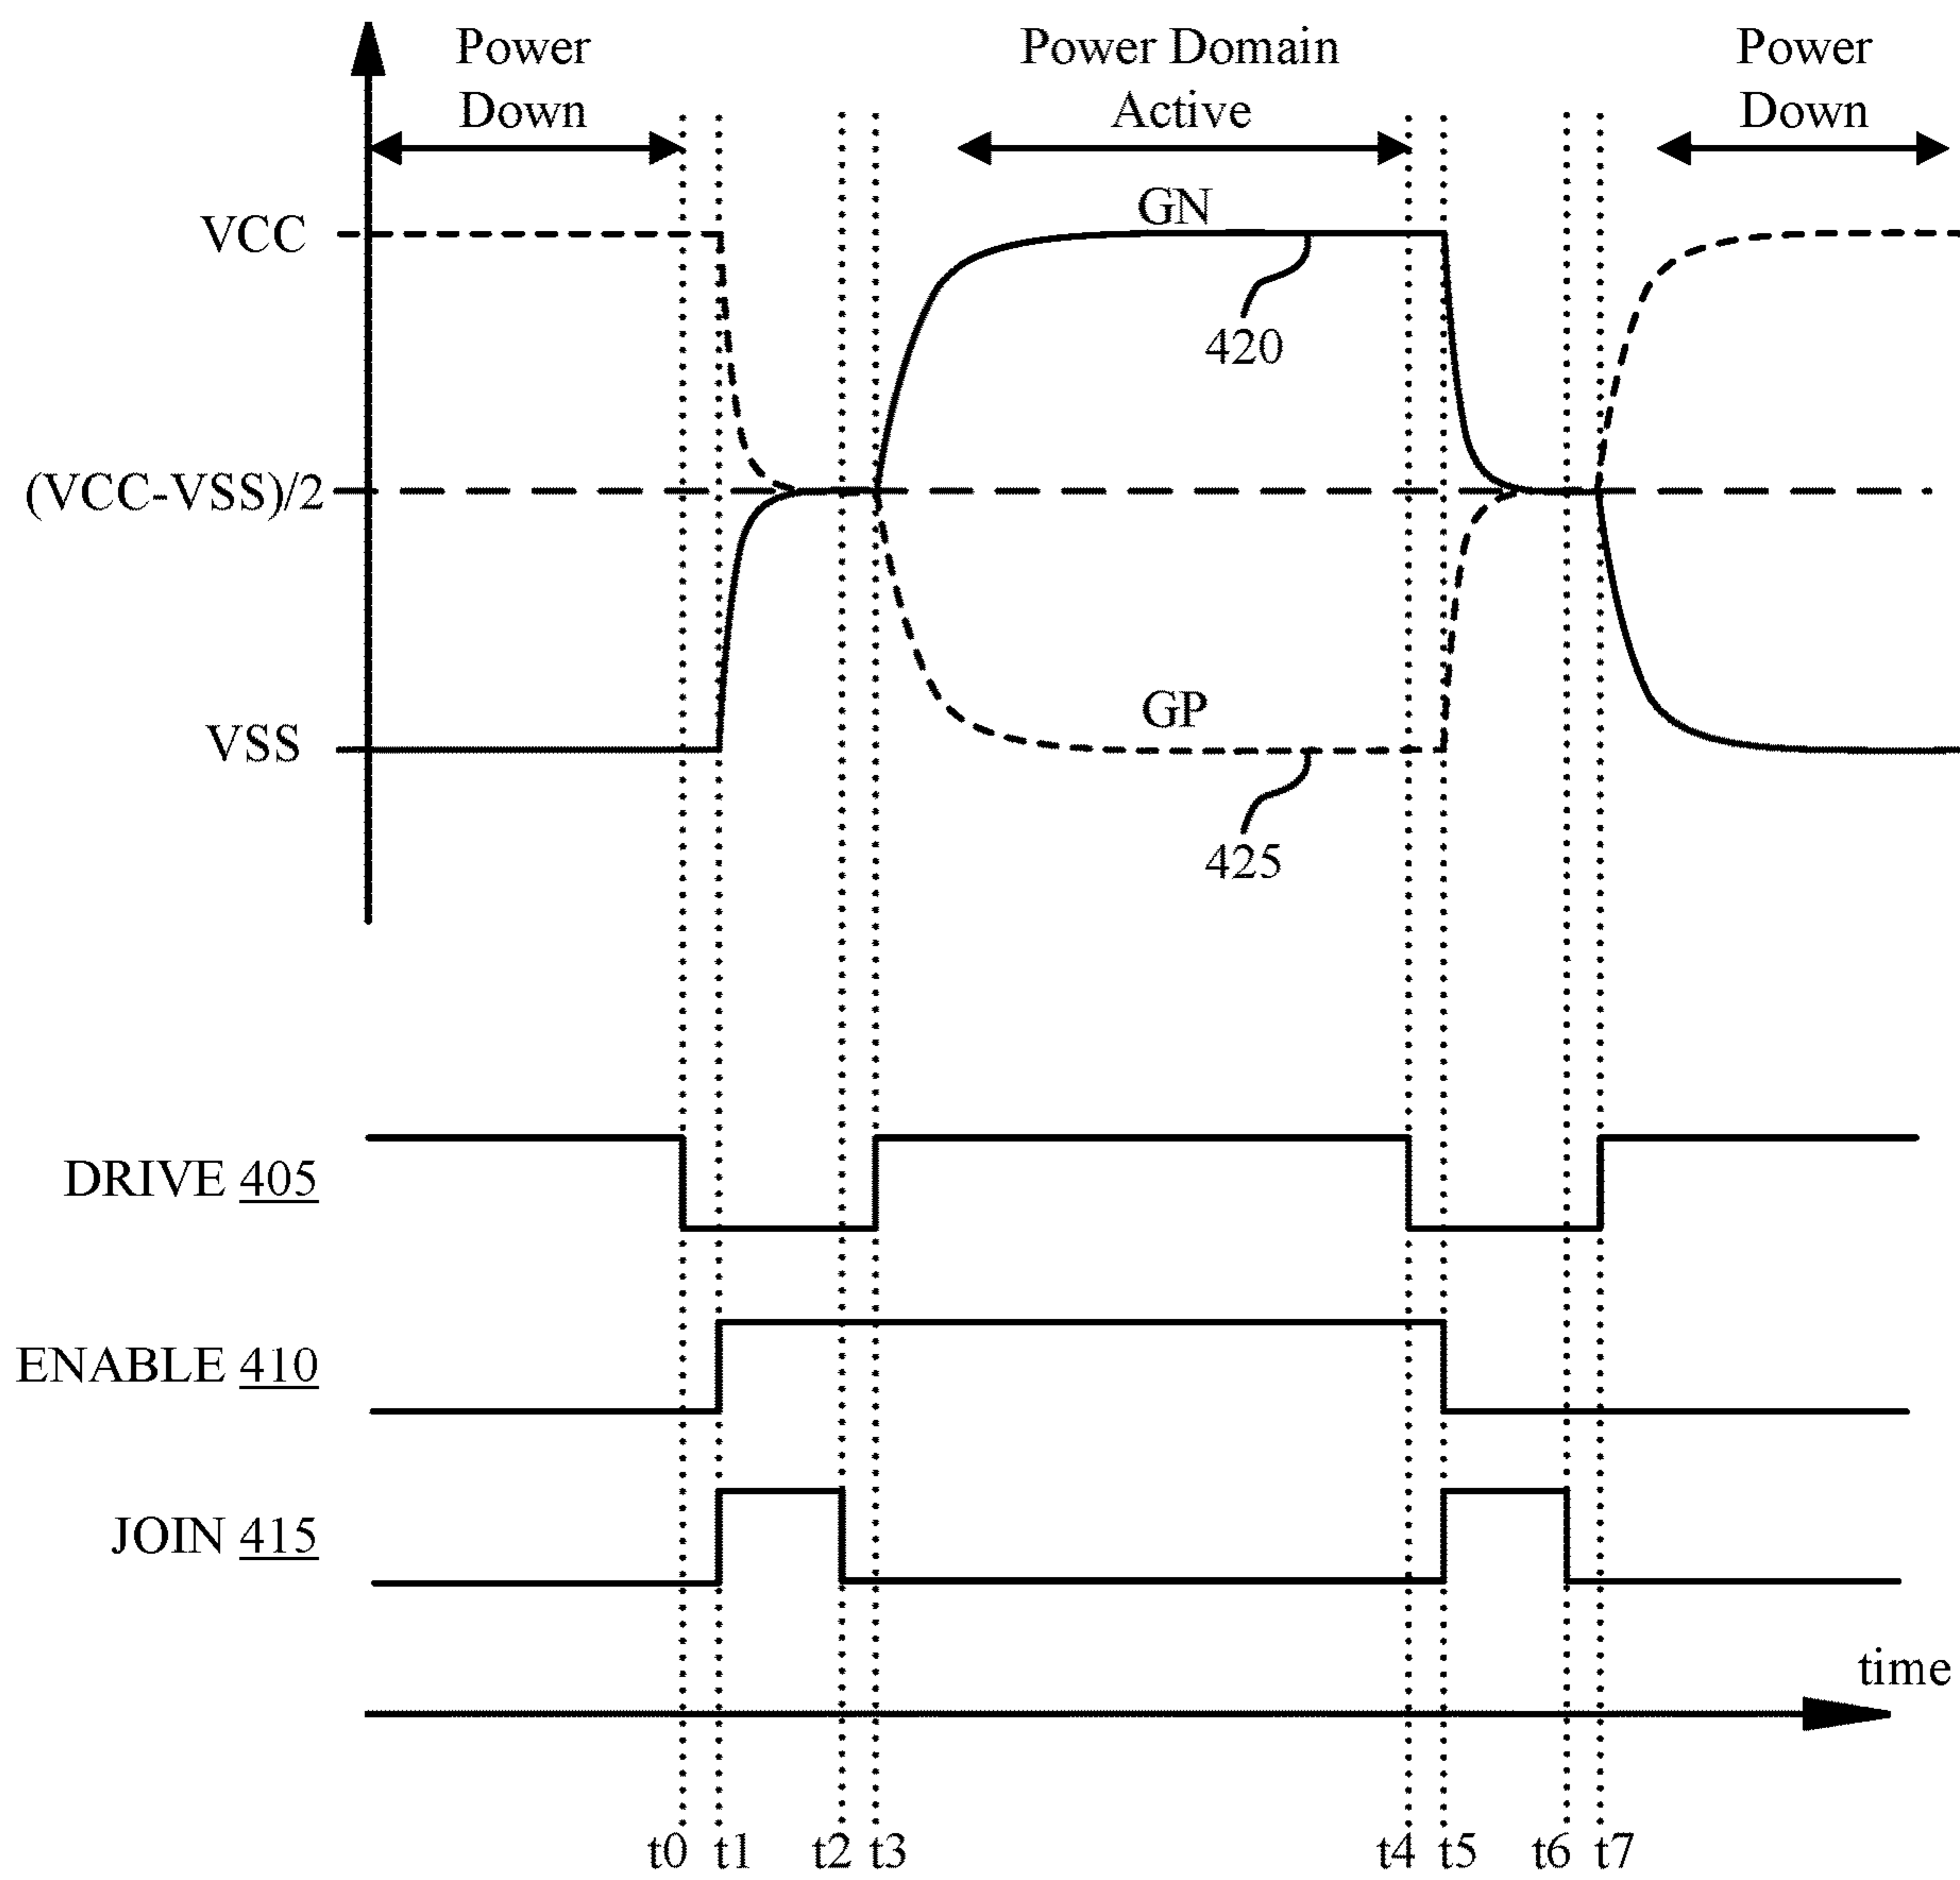 Power
Down
Power Domain
Active
Power
Down
VCC
GN
420
(VCC-VSS)/2
VSS
GP
425
DRIVE 405
ENABLE 410
JOIN 415
time
t0 t1 t2 t3 t4 t5 t6 t7